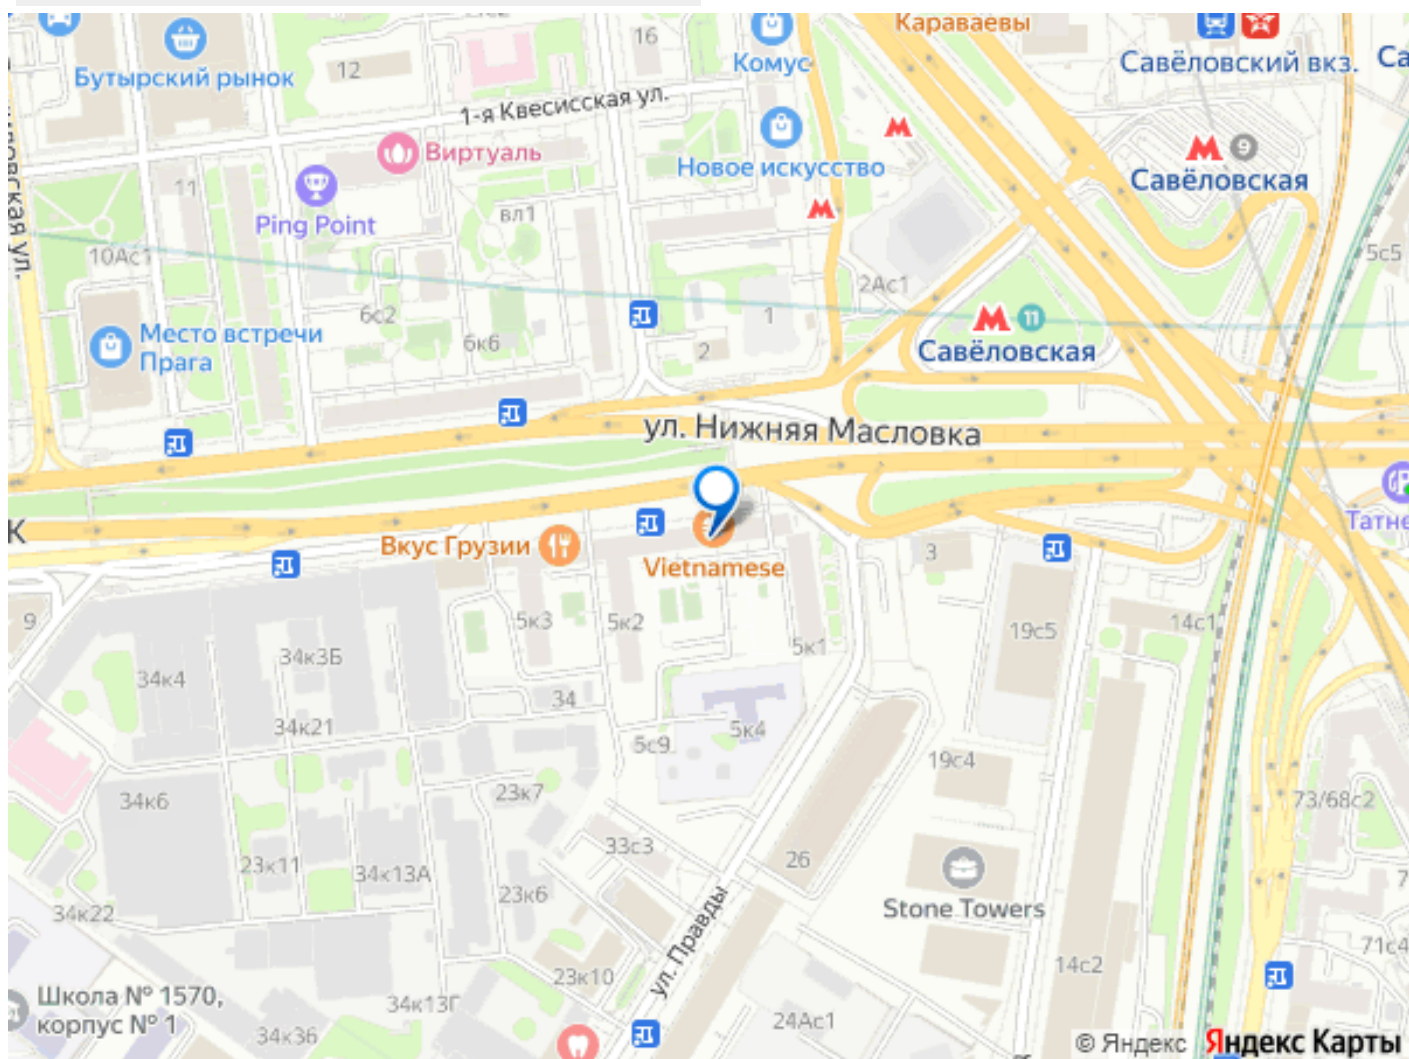 Караваевы
16
Комус
Савёловский вкз.
Са
Бутырский рынок
12
1-я Квесисская ул.
Виртуаль
Новое искусство
9
Савёловская
11
Ping Point
вл1
10Ас1
5с5
2Ас1
6с2
1
11
Место встречи
Прага
6к6
2
Савёловская
ул. Нижняя Масловка
К
Вкус Грузии
Vietnamese
Татне
3
9
5к3
5к2
5к1
19с5
14с1
34к3Б
34к4
34
34к21
5с9
5к4
19с4
34к6
23к7
73/68с2
33с3
26
23к11
34к13А
23к6
Stone Towers
34к22
ул. Правды
71с4
23к10
14с2
Школа № 1570,
корпус № 1
34к13Г
34к36
24Ас1
© Яндекс
Яндекс Карты